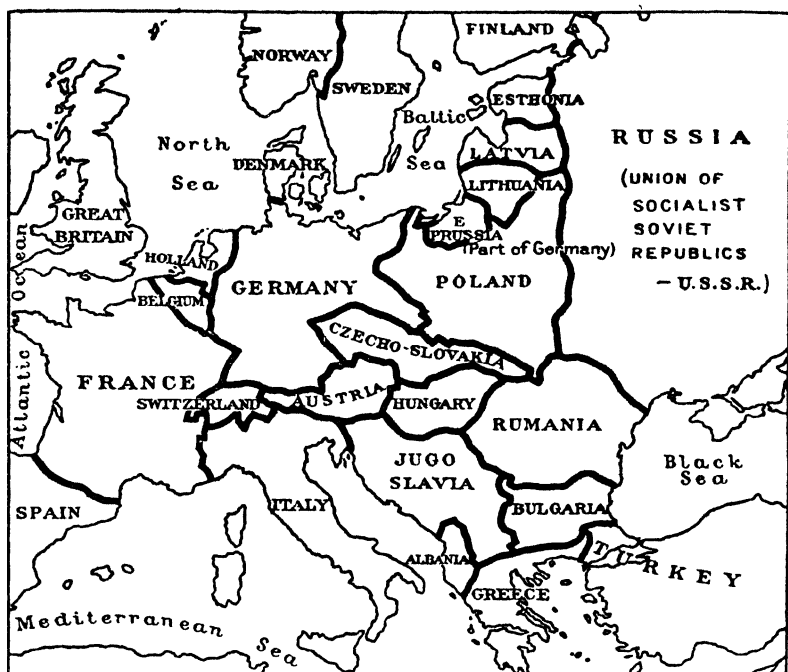 FINLAND
NORWAY
SWEDEN
ESTHONIA
Baltic
Sea
North
Sea
DENMARK
LATVIA
LITHUANIA
RUSSIA
(UNION OF
SOCIALIST
SOVIET
REPUBLICS
- U.S.S.R.)
GREAT
BRITAIN
E
PRUSSIA
(Part of Germany)
HOLLAND
BELGIUM
GERMANY
POLAND
Atlantic Ocean
CZECHO-SLOVAKIA
FRANCE
SWITZERLAND
AUSTRIA
HUNGARY
RUMANIA
JUGO
SLAVIA
Black
Sea
SPAIN
ITALY
BULGARIA
ALBANIA
TURKEY
GREECE
Mediterranean
Sea